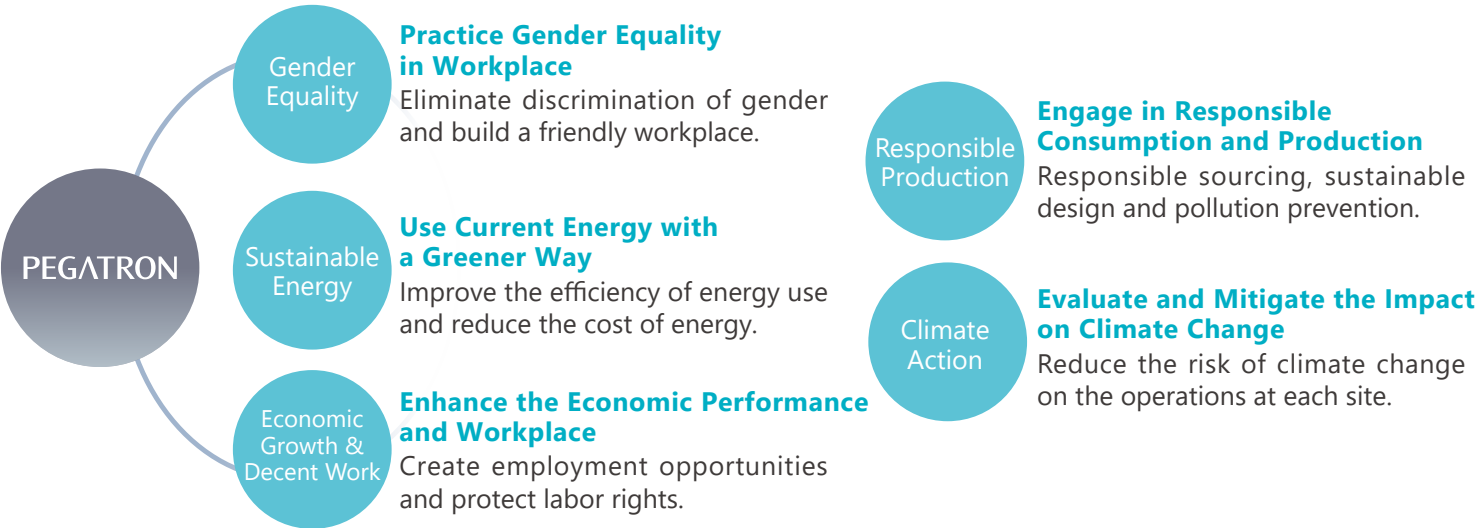 PEGATRON
Gender
Equality
Practice Gender Equality
in Workplace
Eliminate discrimination of gender
and build a friendly workplace.
Sustainable
Energy
Use Current Energy with
a Greener Way
Improve the efficiency of energy use
and reduce the cost of energy.
Economic
Growth &
Decent Work
Enhance the Economic Performance
and Workplace
Create employment opportunities
and protect labor rights.
Responsible
Production
Engage in Responsible
Consumption and Production
Responsible sourcing, sustainable
design and pollution prevention.
Climate
Action
Evaluate and Mitigate the Impact
on Climate Change
Reduce the risk of climate change
on the operations at each site.